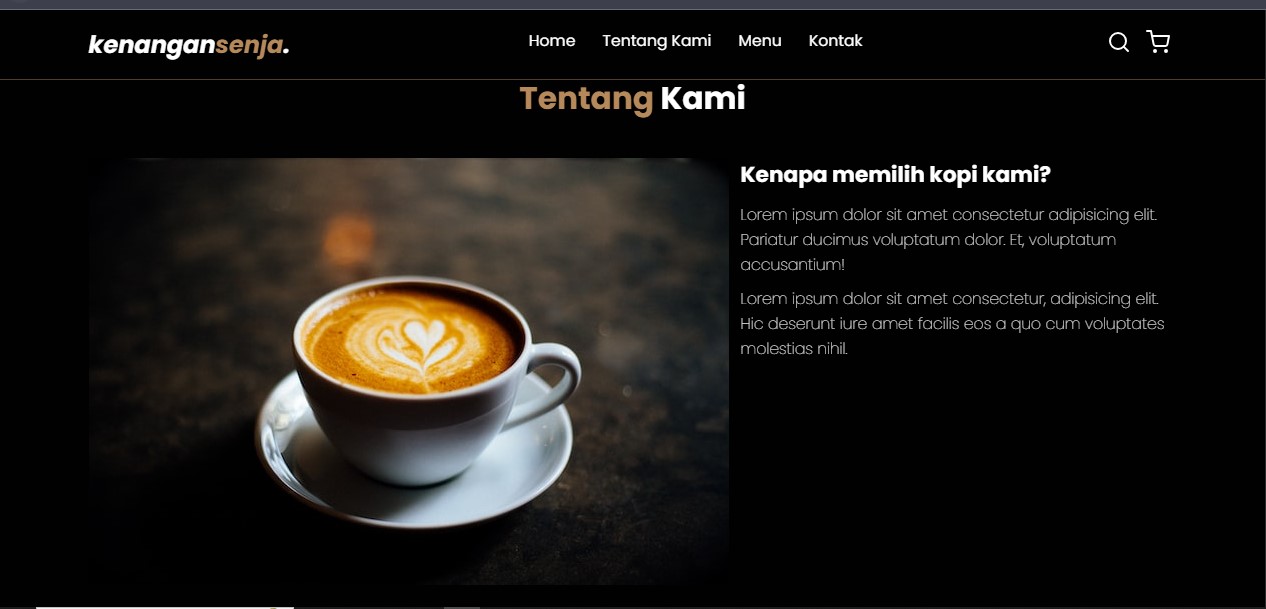 kenangansenja.
Home Tentang Kami Menu Kontak
Tentang Kami
Kenapa memilih kopi kami?
Lorem ipsum dolor sit amet consectetur adipisicing elit.
Pariatur ducimus voluptatum dolor. Et, voluptatum
accusantium!
Lorem ipsum dolor sit amet consectetur, adipisicing elit.
Hic deserunt iure amet facilis eos a quo cum voluptates
molestias nihil.